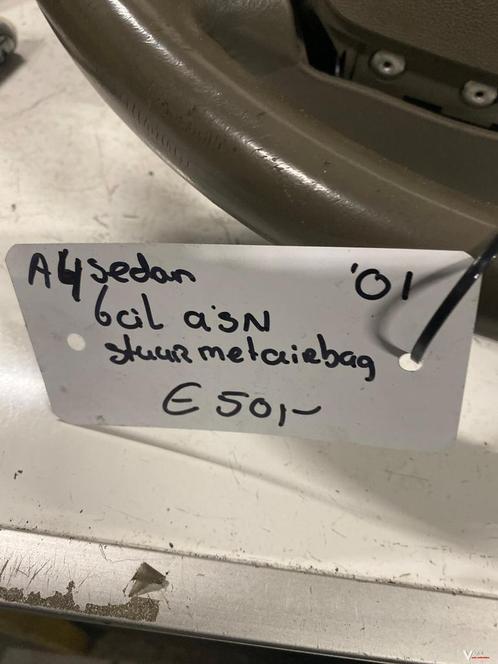 A4 sedan '01
6cil asN
stuur met airbag
€ 50,-